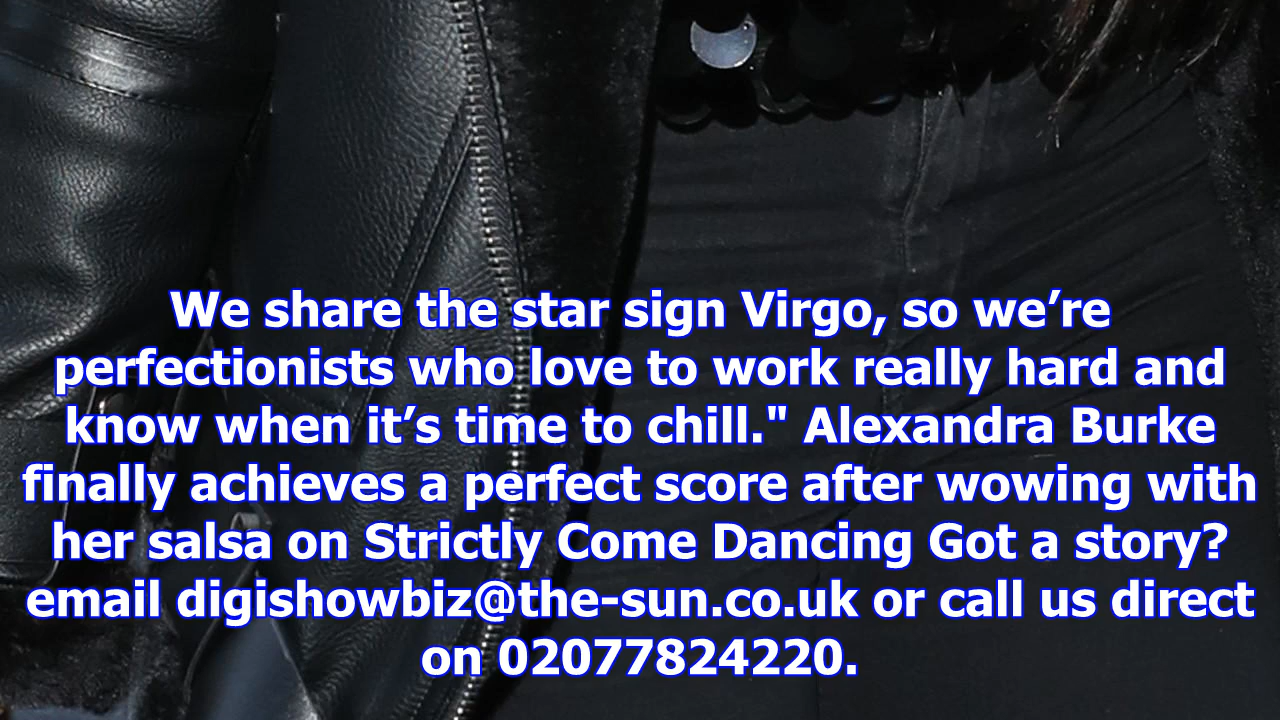 We share the star sign Virgo, so we’re
perfectionists who love to work really hard and
know when it’s time to chill." Alexandra Burke
finally achieves a perfect score after wowing with
her salsa on Strictly Come Dancing Got a story?
email digishowbiz@the-sun.co.uk or call us direct
on 02077824220.